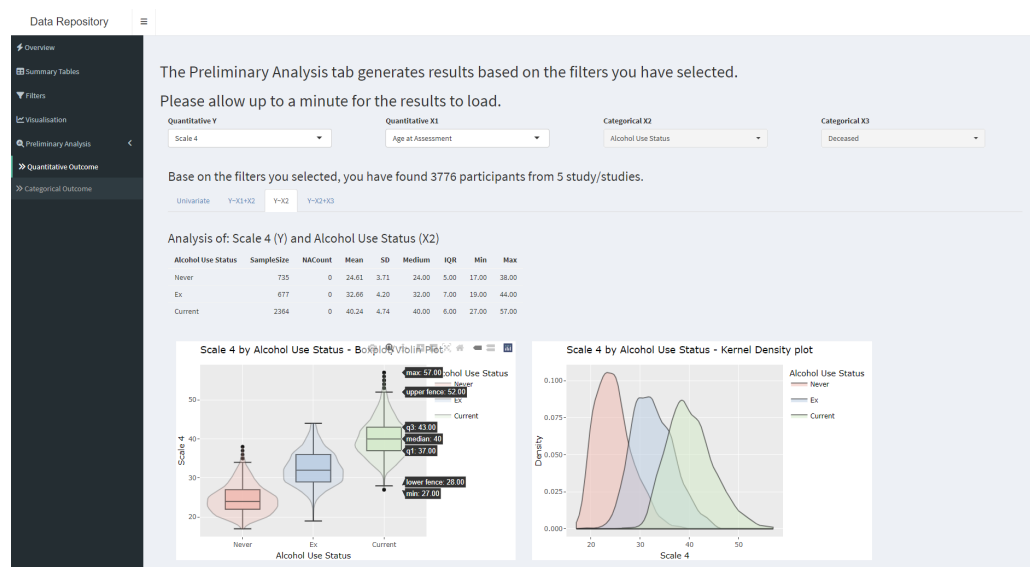 Data Repository
Overview
Summary Tables
Filters
Visualisation
Preliminary Analysis
Quantitative Outcome
Categorical Outcome
The Preliminary Analysis tab generates results based on the filters you have selected.
Please allow up to a minute for the results to load.
Quantitative Y Quantitative X1 Categorical X2 Categorical X3
Scale 4 Age at Assessment Alcohol Use Status Deceased
Base on the filters you selected, you have found 3776 participants from 5 study/studies.
Univariate Y~X1+X2 Y~X2 Y~X2+X3
Analysis of: Scale 4 (Y) and Alcohol Use Status (X2)
Alcohol Use Status SampleSize NACount Mean SD Medium IQR Min Max
Never 735 0 24.61 3.71 24.00 5.00 17.00 38.00
Ex 677 0 32.66 4.20 32.00 7.00 19.00 44.00
Current 2364 0 40.24 4.74 40.00 6.00 27.00 57.00
Scale 4 by Alcohol Use Status - Boxplot/Violin Plot
max: 57.00
cohol Use Status
Never
upper fence: 52.00
Ex
Current
q3: 43.00
median: 40
q1: 37.00
lower fence: 28.00
min: 27.00
50
40
30
20
Scale 4
Never Ex Current
Alcohol Use Status
Scale 4 by Alcohol Use Status - Kernel Density plot
Alcohol Use Status
Never
Ex
Current
0.100
0.075
0.050
0.025
0.000
Density
20 30 40 50
Scale 4